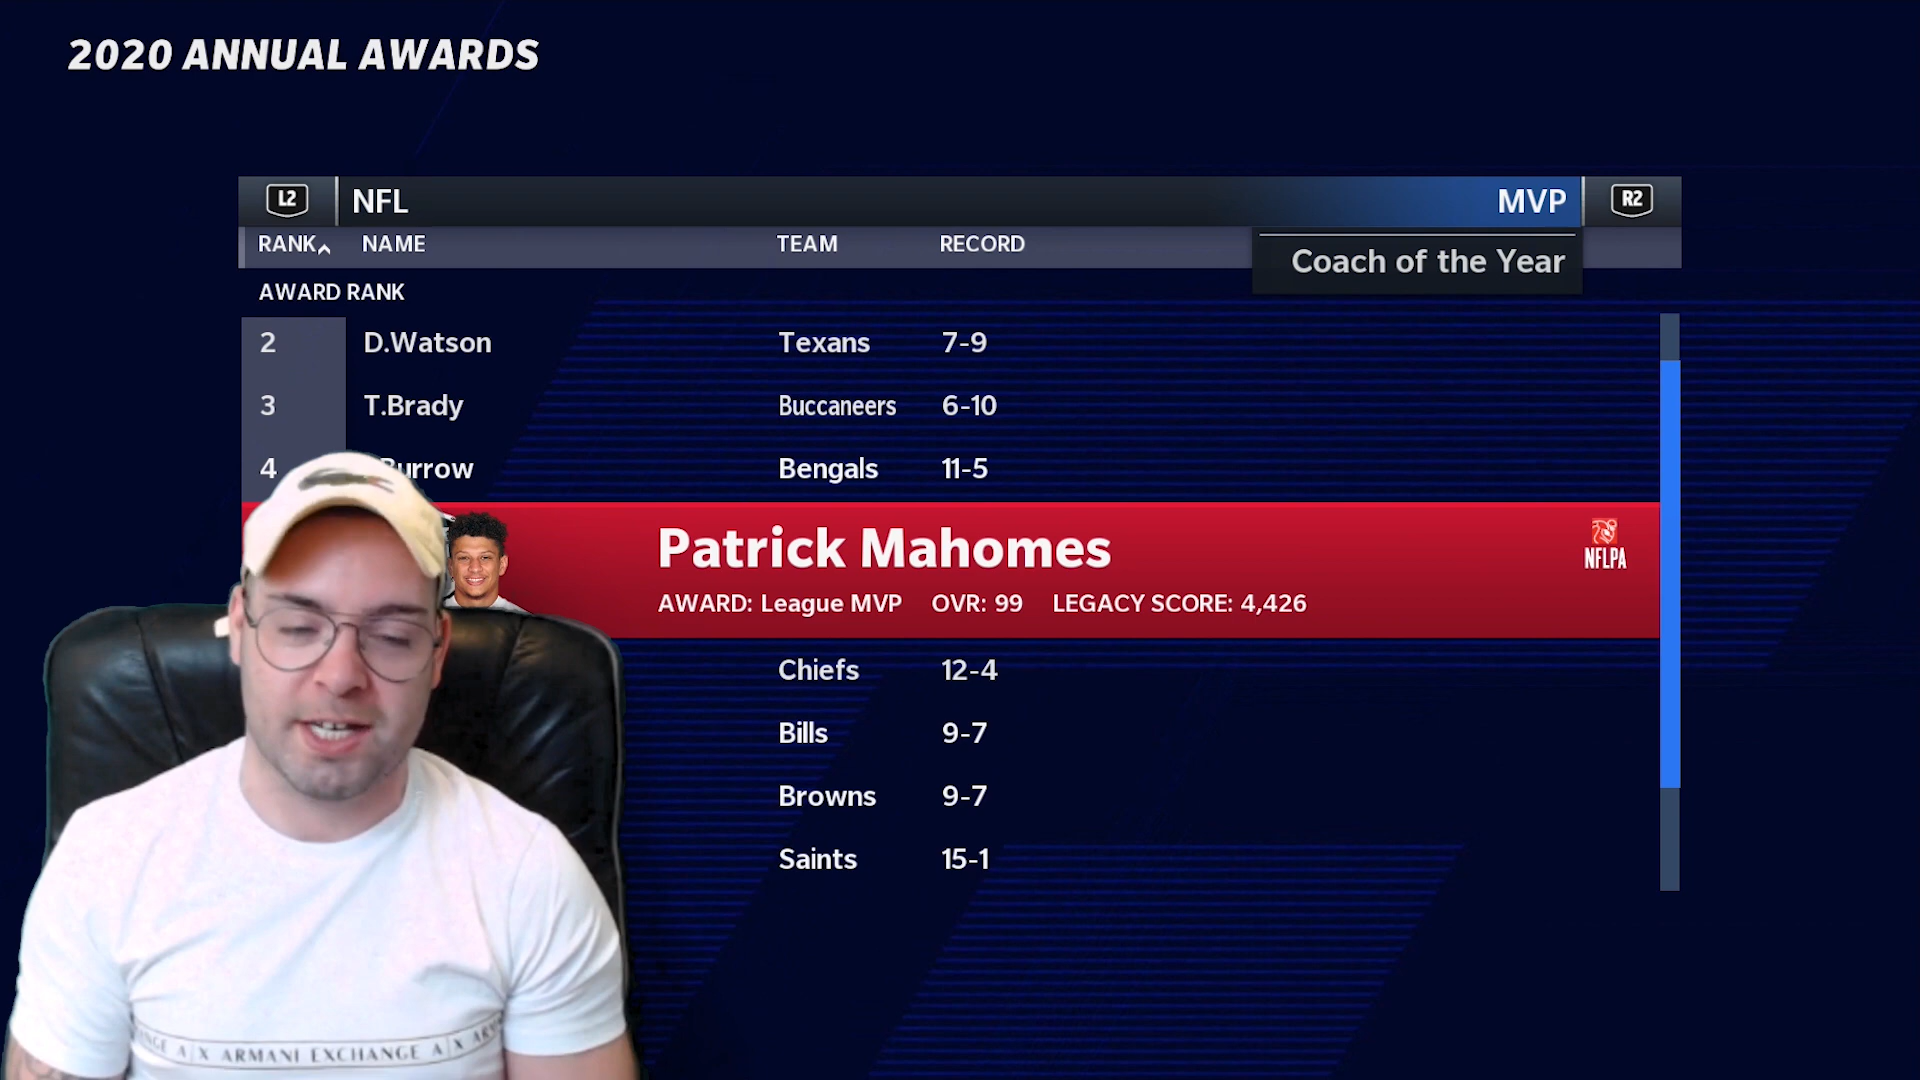 2020 ANNUAL AWARDS
L2 NFL MVP R2
RANK NAME TEAM RECORD
Coach of the Year
AWARD RANK
2 D.Watson Texans 7-9
3 T.Brady Buccaneers 6-10
4 Burrow Bengals 11-5
Patrick Mahomes
NFLPA
AWARD: League MVP OVR: 99 LEGACY SCORE: 4,426
Chiefs 12-4
Bills 9-7
Browns 9-7
Saints 15-1
A|X ARMANI EXCHANGE A|X